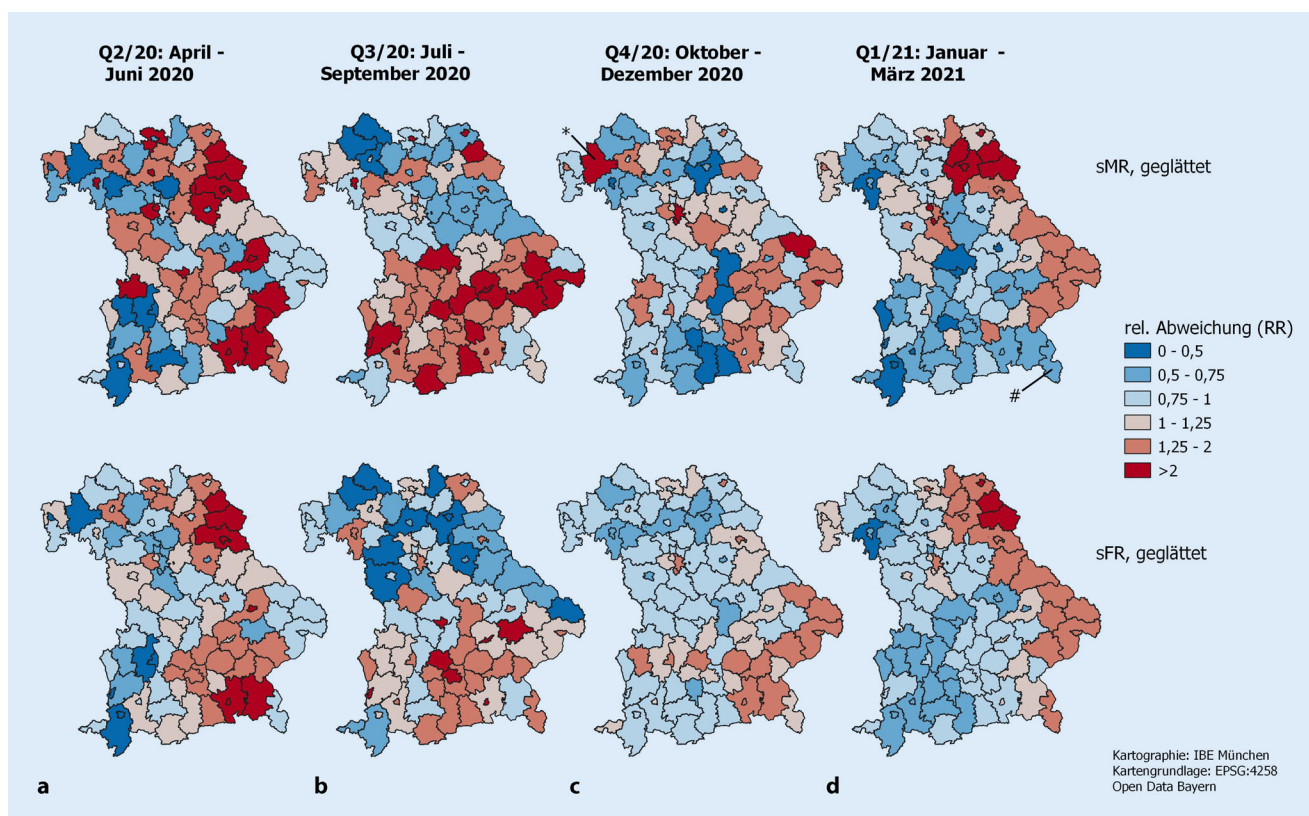 Q2/20: April -
Juni 2020
Q3/20: Juli -
September 2020
Q4/20: Oktober -
Dezember 2020
Q1/21: Januar -
März 2021
*
sMR, geglättet
rel. Abweichung (RR)
0 - 0,5
0,5 - 0,75
0,75 - 1
1 - 1,25
1,25 - 2
>2
#
sFR, geglättet
Kartographie: IBE München
Kartengrundlage: EPSG:4258
Open Data Bayern
a
b
c
d